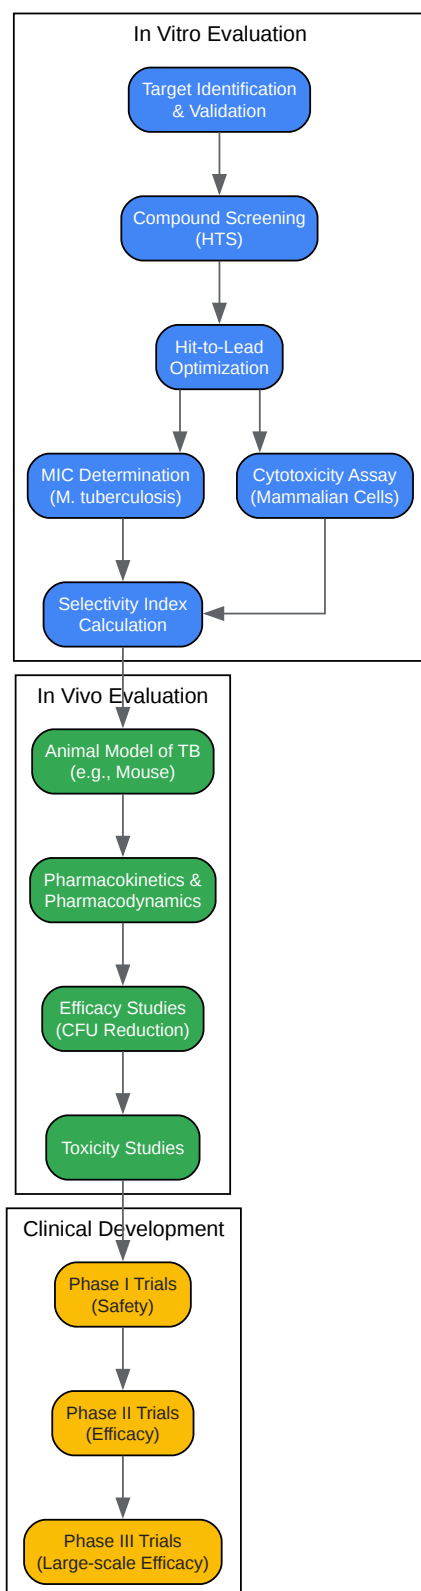 In Vitro Evaluation
Target Identification
& Validation
Compound Screening
(HTS)
Hit-to-Lead
Optimization
MIC Determination
(M. tuberculosis)
Cytotoxicity Assay
(Mammalian Cells)
Selectivity Index
Calculation
In Vivo Evaluation
Animal Model of TB
(e.g., Mouse)
Pharmacokinetics &
Pharmacodynamics
Efficacy Studies
(CFU Reduction)
Toxicity Studies
Clinical Development
Phase I Trials
(Safety)
Phase II Trials
(Efficacy)
Phase III Trials
(Large-scale Efficacy)